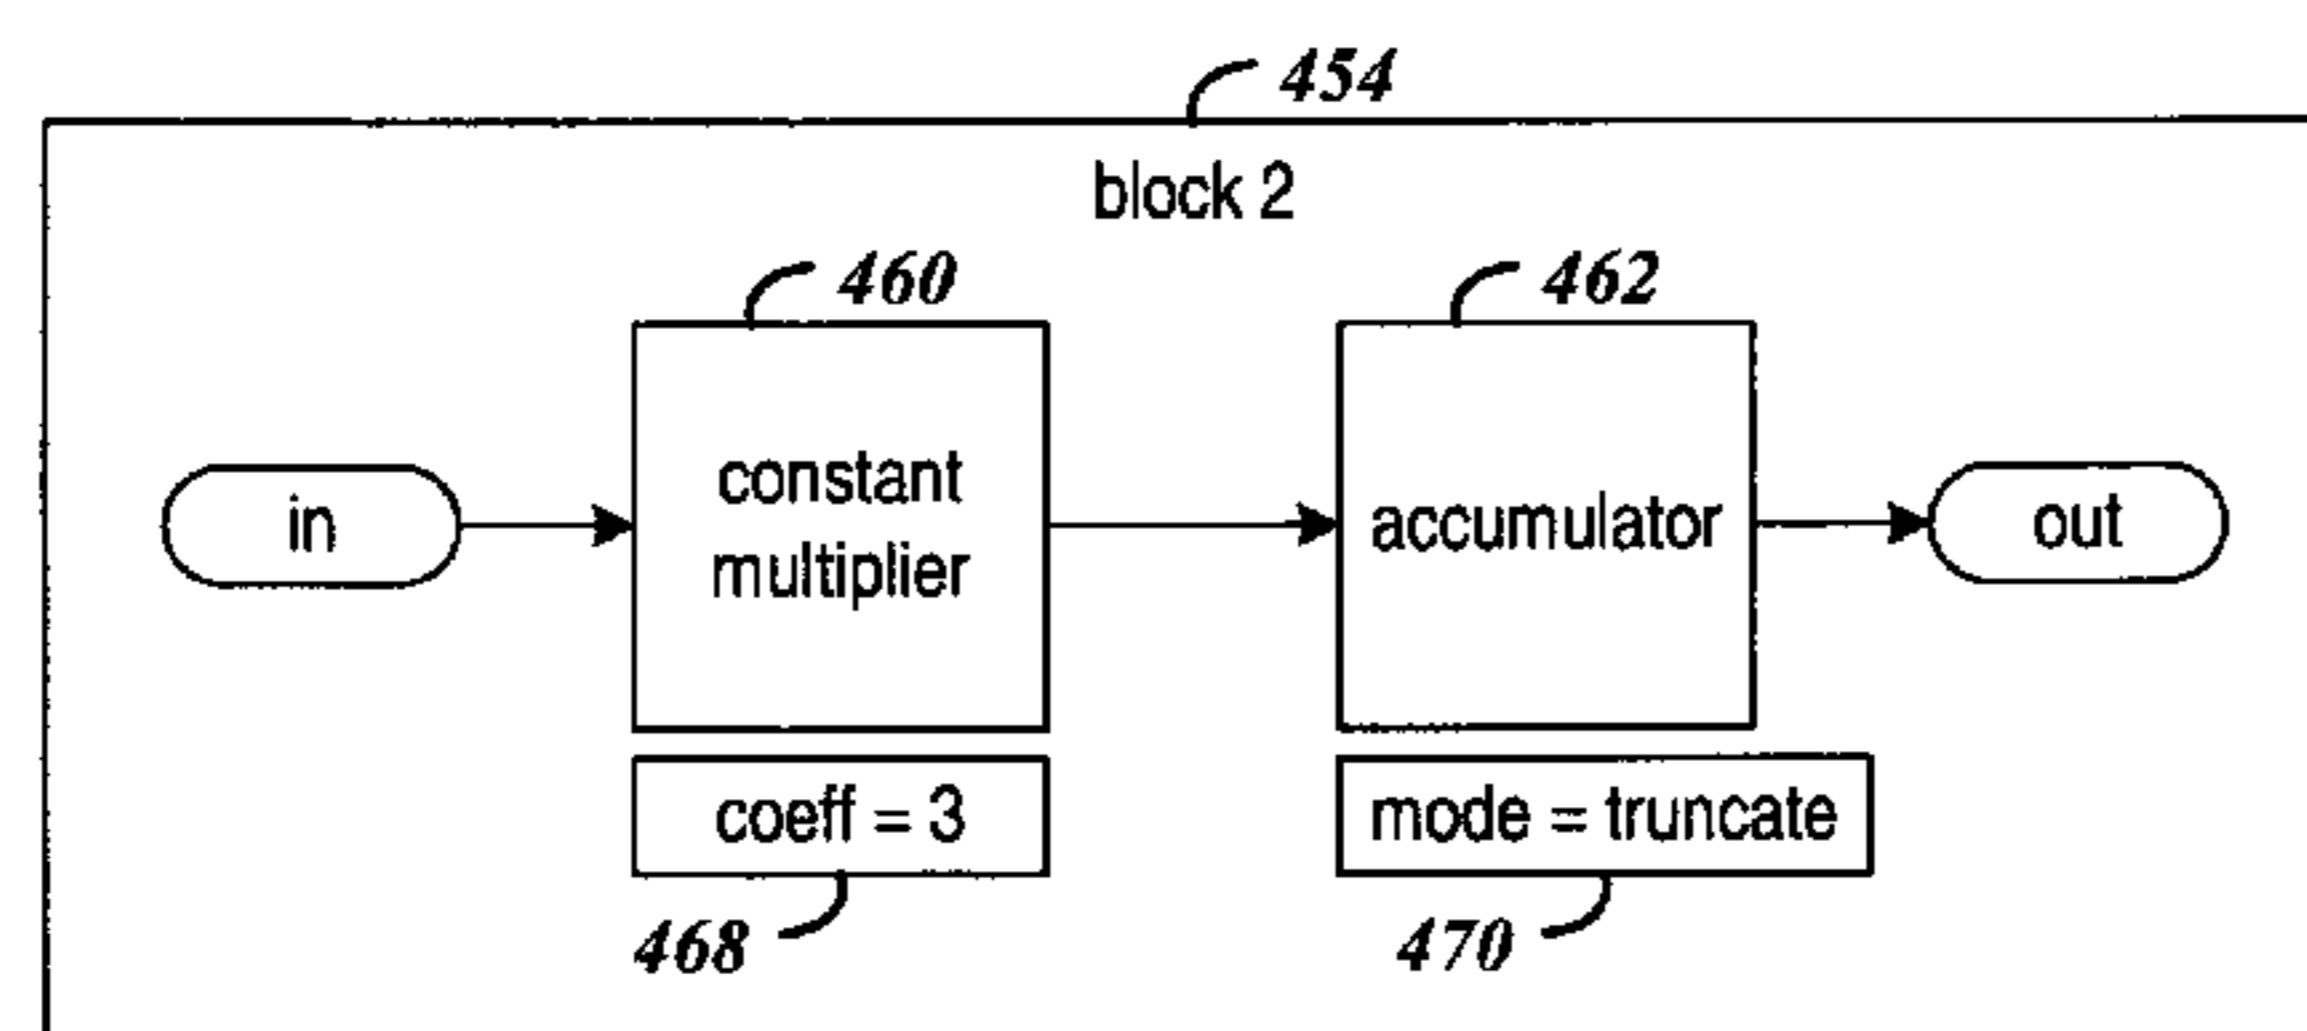 454
block 2
460
462
in
constant
multiplier
accumulator
out
coeff = 3
mode = truncate
468
470